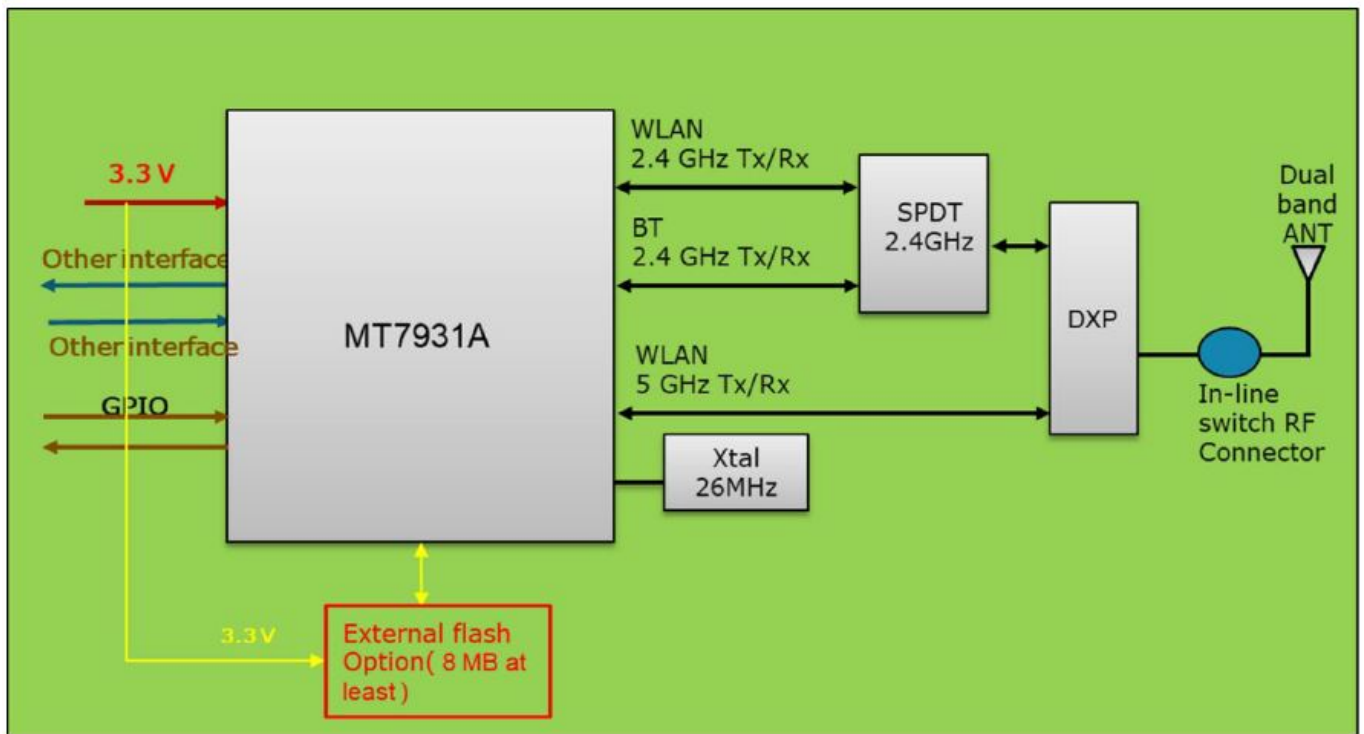 3.3 V
Other interface
Other interface
GPIO
MT7931A
WLAN
2.4 GHz Tx/Rx
BT
2.4 GHz Tx/Rx
WLAN
5 GHz Tx/Rx
SPDT
2.4GHz
DXP
Dual
band
ANT
In-line
switch RF
Connector
Xtal
26MHz
3.3V
External flash
Option( 8 MB at
least )